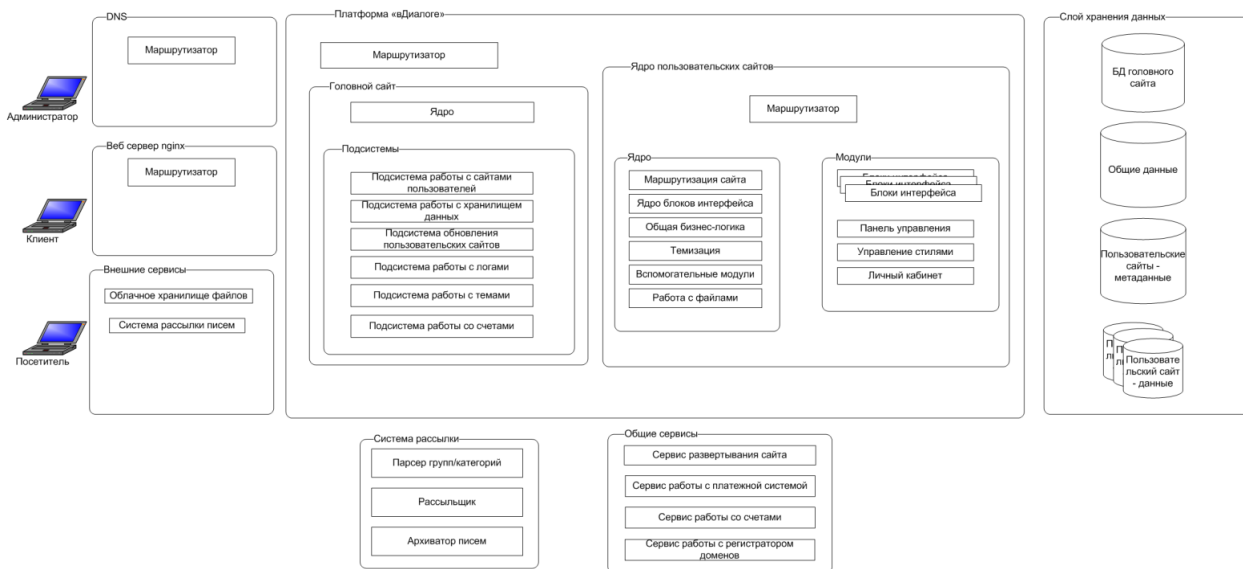 DNS
Маршрутизатор
Администратор
Веб сервер nginx
Маршрутизатор
Клиент
Внешние сервисы
Облачное хранилище файлов
Система рассылки писем
Посетитель
Платформа «вДиалоге»
Маршрутизатор
Головной сайт
Ядро
Подсистемы
Подсистема работы с сайтами
пользователей
Подсистема работы с хранилищем
данных
Подсистема обновления
пользовательских сайтов
Подсистема работы с логами
Подсистема работы с темами
Подсистема работы со счетами
Ядро пользовательских сайтов
Маршрутизатор
Ядро
Маршрутизация сайта
Ядро блоков интерфейса
Общая бизнес-логика
Темизация
Вспомогательные модули
Работа с файлами
Модули
Блоки интерфейса
Блоки интерфейса
Блоки интерфейса
Панель управления
Управление стилями
Личный кабинет
Слой хранения данных
БД головного
сайта
Общие данные
Пользовательские
сайты -
метаданные
Пользовате
льский сайт
- данные
Система рассылки
Парсер групп/категорий
Рассыльщик
Архиватор писем
Общие сервисы
Сервис развертывания сайта
Сервис работы с платежной системой
Сервис работы со счетами
Сервис работы с регистратором
доменов